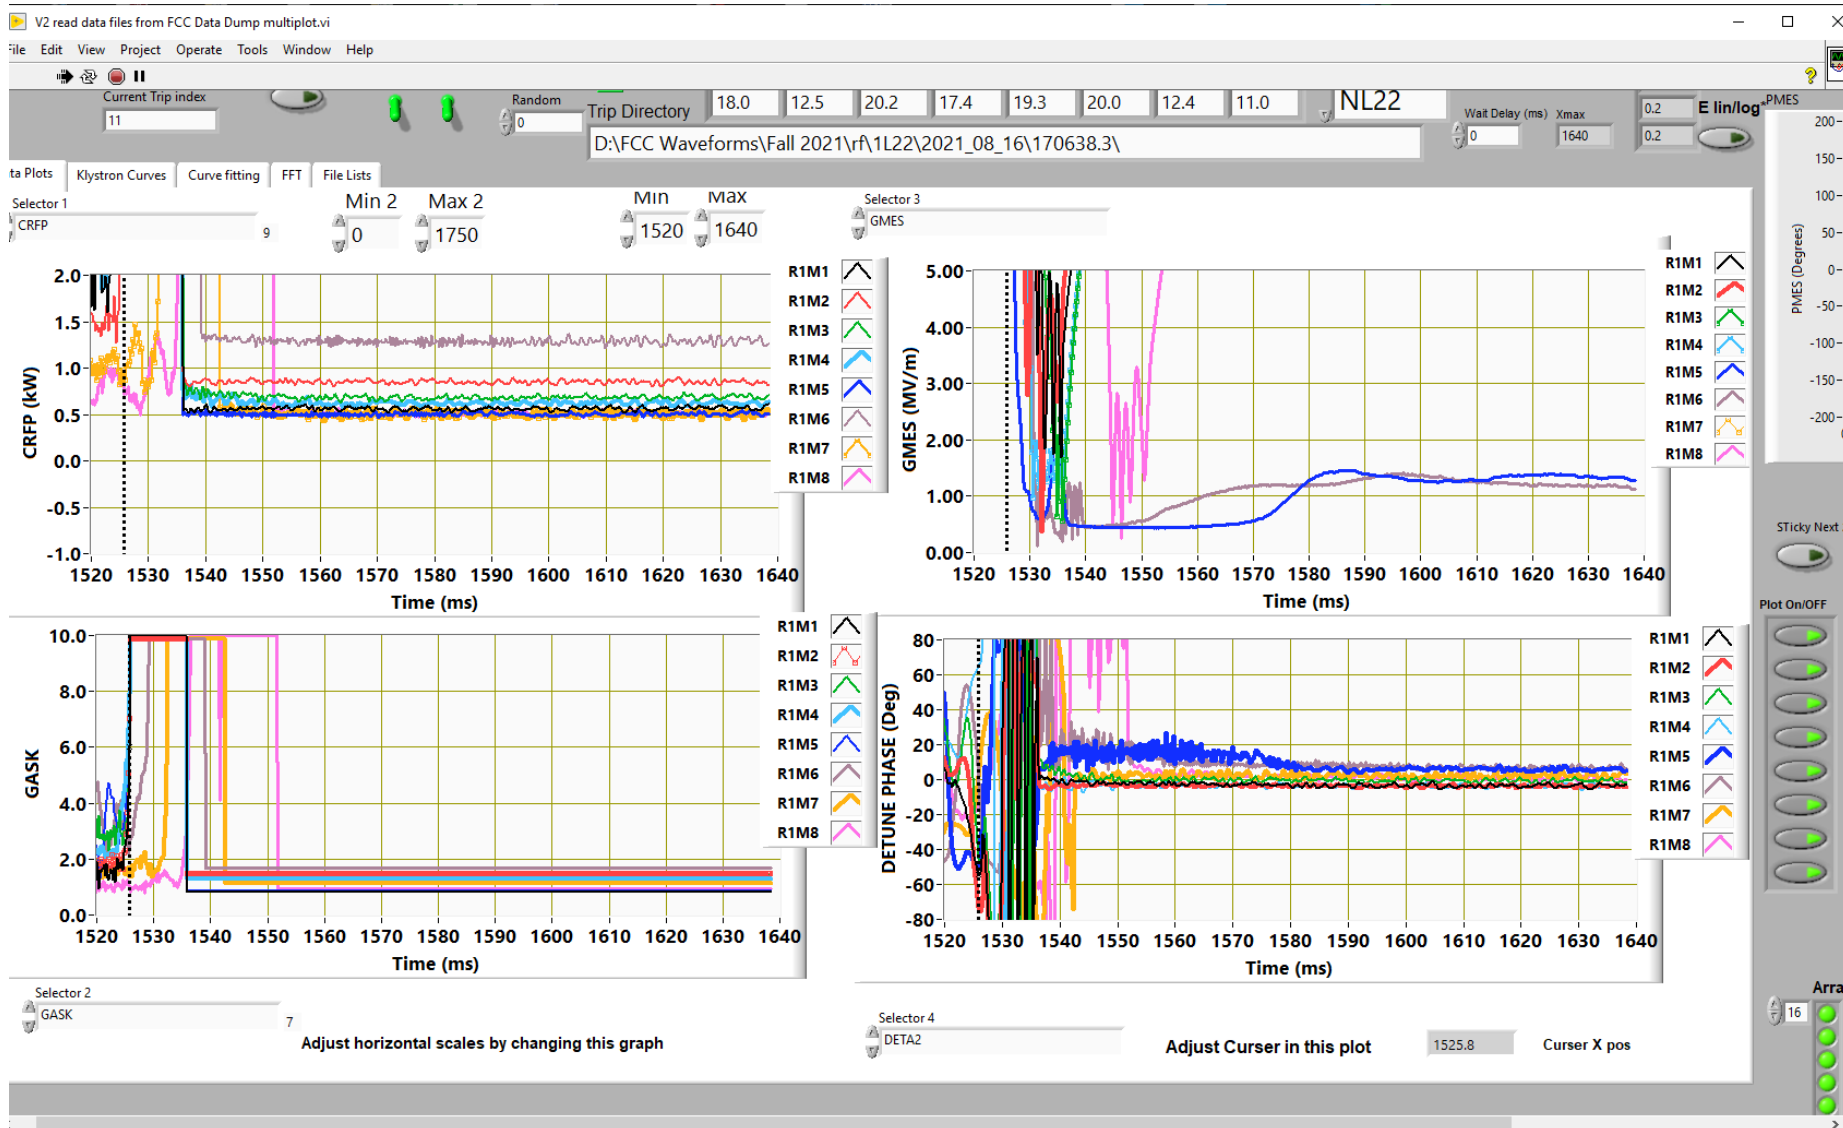 V2 read data files from FCC Data Dump multiplot.vi
File Edit View Project Operate Tools Window Help
Current Trip index
11
Random
0
Trip Directory
18.0 12.5 20.2 17.4 19.3 20.0 12.4 11.0
NL22
D:\FCC Waveforms\Fall 2021\rf\1L22\2021_08_16\170638.3\
Wait Delay (ms)
0
Xmax
1640
0.2
0.2
E lin/log*
PMES
ta Plots
Klystron Curves
Curve fitting
FFT
File Lists
Selector 1
CRFP
9
Min 2
0
Max 2
1750
Min
1520
Max
1640
Selector 3
GMES
2.0
1.5
1.0
0.5
0.0
-0.5
-1.0
CRFP (kW)
1520 1530 1540 1550 1560 1570 1580 1590 1600 1610 1620 1630 1640
Time (ms)
R1M1
R1M2
R1M3
R1M4
R1M5
R1M6
R1M7
R1M8
5.00
4.00
3.00
2.00
1.00
0.00
GMES (MV/m)
1520 1530 1540 1550 1560 1570 1580 1590 1600 1610 1620 1630 1640
Time (ms)
R1M1
R1M2
R1M3
R1M4
R1M5
R1M6
R1M7
R1M8
200
150
100
50
0
-50
-100
-150
-200
PMES (Degrees)
10.0
8.0
6.0
4.0
2.0
0.0
GASK
1520 1530 1540 1550 1560 1570 1580 1590 1600 1610 1620 1630 1640
Time (ms)
R1M1
R1M2
R1M3
R1M4
R1M5
R1M6
R1M7
R1M8
80
60
40
20
0
-20
-40
-60
-80
DETUNE PHASE (Deg)
1520 1530 1540 1550 1560 1570 1580 1590 1600 1610 1620 1630 1640
Time (ms)
R1M1
R1M2
R1M3
R1M4
R1M5
R1M6
R1M7
R1M8
STicky Next
Plot On/OFF
Selector 2
GASK
7
Adjust horizontal scales by changing this graph
Selector 4
DETA2
Adjust Curser in this plot
1525.8
Curser X pos
Arra
16